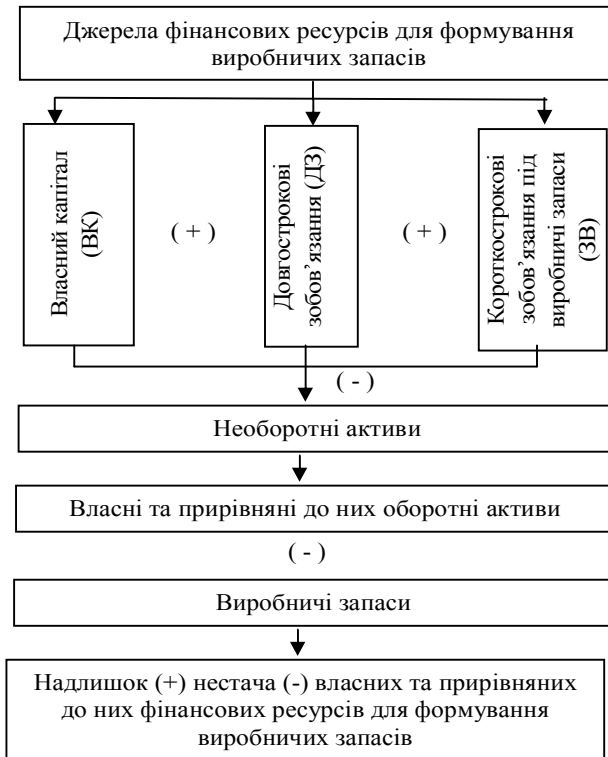 Джерела фінансових ресурсів для формування
виробничих запасів
Власний капітал
(ВК)
( + )
Довгострокові
зобов’язання (ДЗ)
( + )
Короткострокові
зобов’язання під
виробничі запаси
(ЗВ)
( - )
Необоротні активи
Власні та прирівняні до них оборотні активи
( - )
Виробничі запаси
Надлишок (+) нестача (-) власних та прирівняних
до них фінансових ресурсів для формування
виробничих запасів